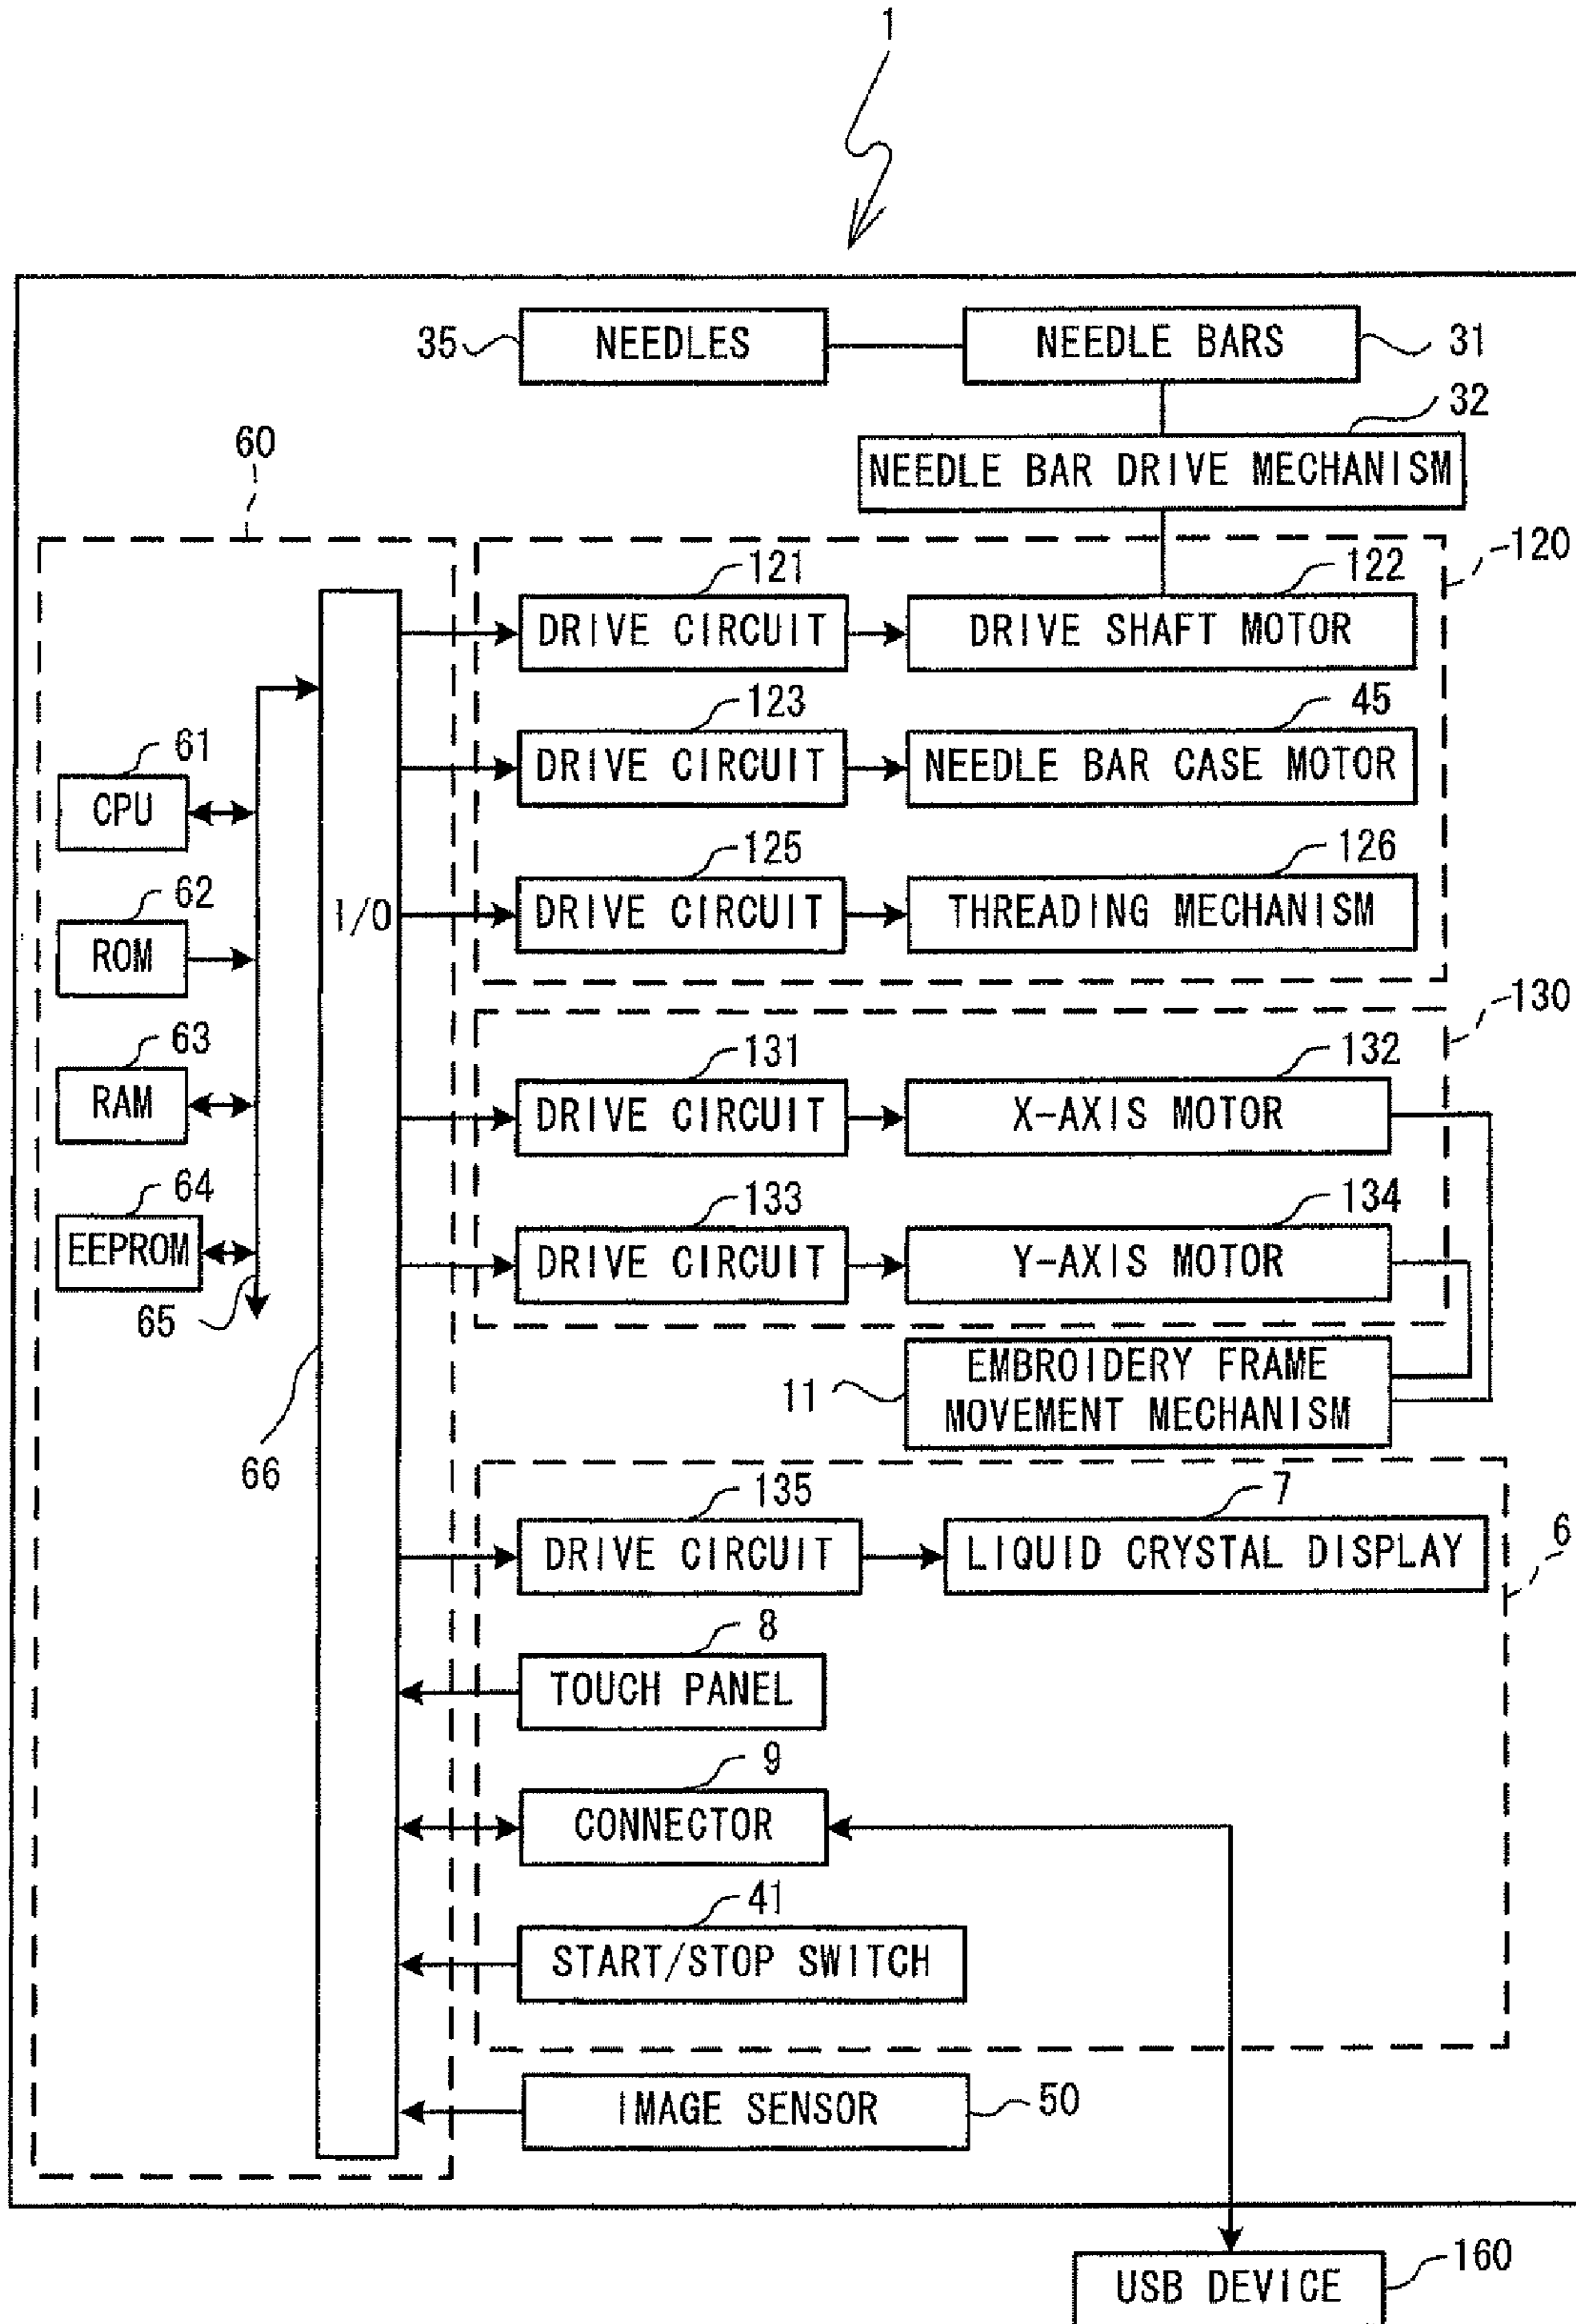 1
35
NEEDLES
NEEDLE BARS
31
32
NEEDLE BAR DRIVE MECHANISM
60
120
121
DRIVE CIRCUIT
122
DRIVE SHAFT MOTOR
123
DRIVE CIRCUIT
45
NEEDLE BAR CASE MOTOR
125
DRIVE CIRCUIT
126
THREADING MECHANISM
61
CPU
62
ROM
63
RAM
64
EEPROM
65
I/O
66
130
131
DRIVE CIRCUIT
132
X-AXIS MOTOR
133
DRIVE CIRCUIT
134
Y-AXIS MOTOR
11
EMBROIDERY FRAME
MOVEMENT MECHANISM
135
DRIVE CIRCUIT
7
LIQUID CRYSTAL DISPLAY
6
8
TOUCH PANEL
9
CONNECTOR
41
START/STOP SWITCH
IMAGE SENSOR
50
160
USB DEVICE